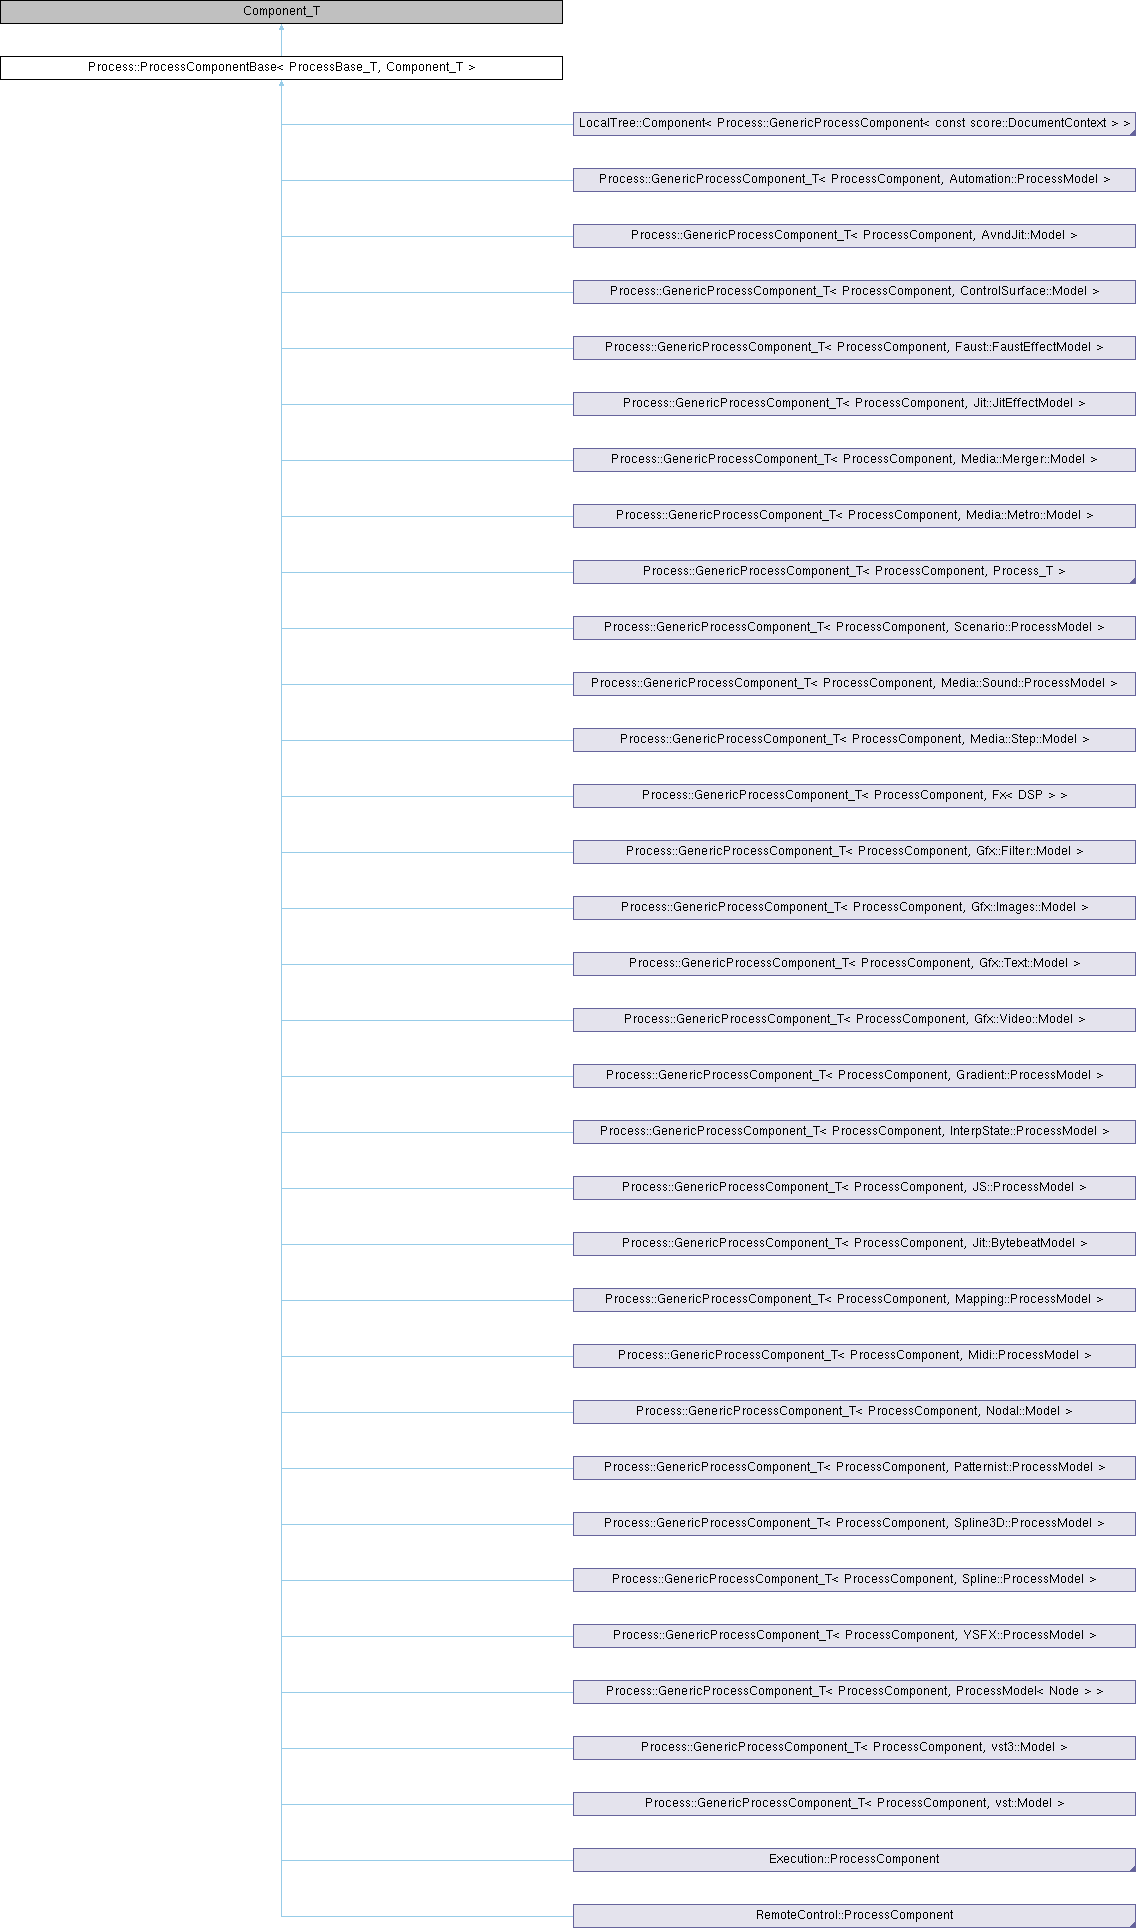 Component_T
Process::ProcessComponentBase< ProcessBase_T, Component_T >
LocalTree::Component< Process::GenericProcessComponent< const score::DocumentContext > >
Process::GenericProcessComponent_T< ProcessComponent, Automation::ProcessModel >
Process::GenericProcessComponent_T< ProcessComponent, AvndJit::Model >
Process::GenericProcessComponent_T< ProcessComponent, ControlSurface::Model >
Process::GenericProcessComponent_T< ProcessComponent, Faust::FaustEffectModel >
Process::GenericProcessComponent_T< ProcessComponent, Jit::JitEffectModel >
Process::GenericProcessComponent_T< ProcessComponent, Media::Merger::Model >
Process::GenericProcessComponent_T< ProcessComponent, Media::Metro::Model >
Process::GenericProcessComponent_T< ProcessComponent, Process_T >
Process::GenericProcessComponent_T< ProcessComponent, Scenario::ProcessModel >
Process::GenericProcessComponent_T< ProcessComponent, Media::Sound::ProcessModel >
Process::GenericProcessComponent_T< ProcessComponent, Media::Step::Model >
Process::GenericProcessComponent_T< ProcessComponent, Fx< DSP > >
Process::GenericProcessComponent_T< ProcessComponent, Gfx::Filter::Model >
Process::GenericProcessComponent_T< ProcessComponent, Gfx::Images::Model >
Process::GenericProcessComponent_T< ProcessComponent, Gfx::Text::Model >
Process::GenericProcessComponent_T< ProcessComponent, Gfx::Video::Model >
Process::GenericProcessComponent_T< ProcessComponent, Gradient::ProcessModel >
Process::GenericProcessComponent_T< ProcessComponent, InterpState::ProcessModel >
Process::GenericProcessComponent_T< ProcessComponent, JS::ProcessModel >
Process::GenericProcessComponent_T< ProcessComponent, Jit::BytebeatModel >
Process::GenericProcessComponent_T< ProcessComponent, Mapping::ProcessModel >
Process::GenericProcessComponent_T< ProcessComponent, Midi::ProcessModel >
Process::GenericProcessComponent_T< ProcessComponent, Nodal::Model >
Process::GenericProcessComponent_T< ProcessComponent, Patternist::ProcessModel >
Process::GenericProcessComponent_T< ProcessComponent, Spline3D::ProcessModel >
Process::GenericProcessComponent_T< ProcessComponent, Spline::ProcessModel >
Process::GenericProcessComponent_T< ProcessComponent, YSFX::ProcessModel >
Process::GenericProcessComponent_T< ProcessComponent, ProcessModel< Node > >
Process::GenericProcessComponent_T< ProcessComponent, vst3::Model >
Process::GenericProcessComponent_T< ProcessComponent, vst::Model >
Execution::ProcessComponent
RemoteControl::ProcessComponent